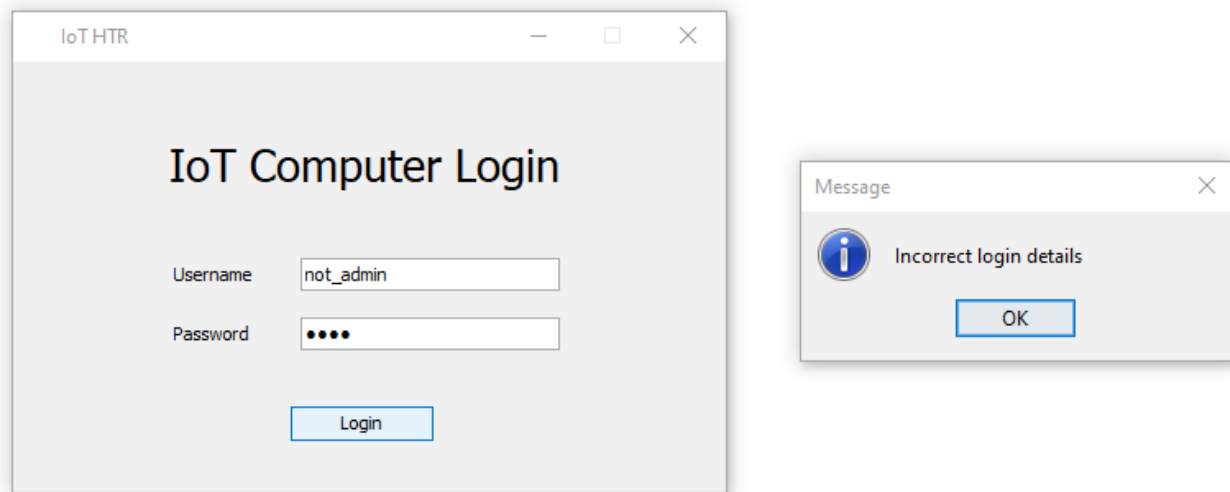 IoT HTR
IoT Computer Login
Username not_admin
Password ••••
Login
Message
Incorrect login details
OK